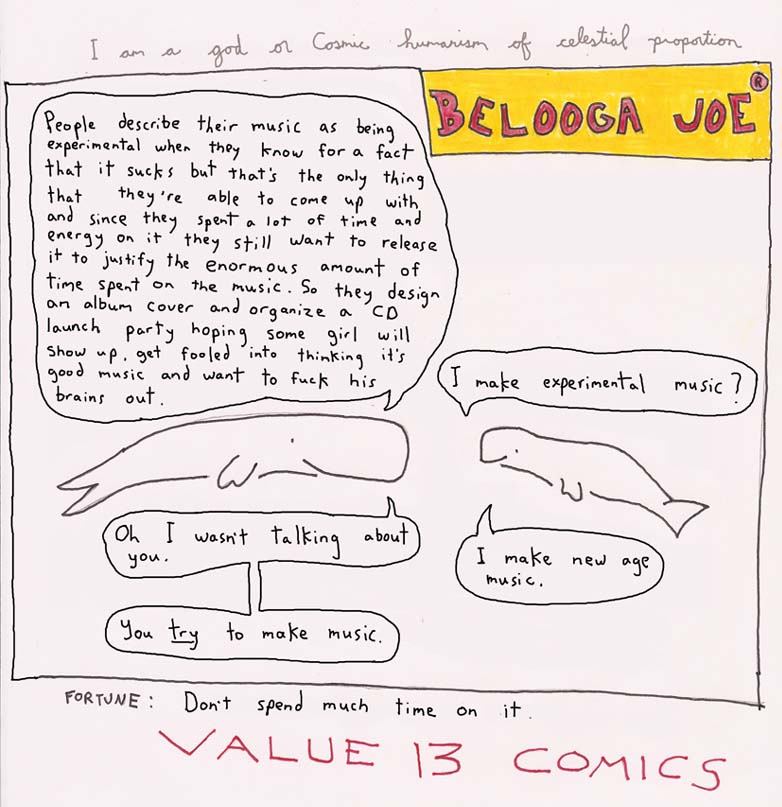 I am a god or Cosmic humarism of celestial proportion
BELOOGA JOE ®
People describe their music as being
experimental when they know for a fact
that it sucks but that's the only thing
that they're able to come up with
and since they spent a lot of time and
energy on it they still want to release
it to justify the enormous amount of
time spent on the music. So they design
an album cover and organize a CD
launch party hoping some girl will
show up, get fooled into thinking it's
good music and want to fuck his
brains out.
I make experimental music?
Oh I wasn't talking about
you.
I make new age
music.
You try to make music.
FORTUNE: Don't spend much time on it.
VALUE 13 COMICS